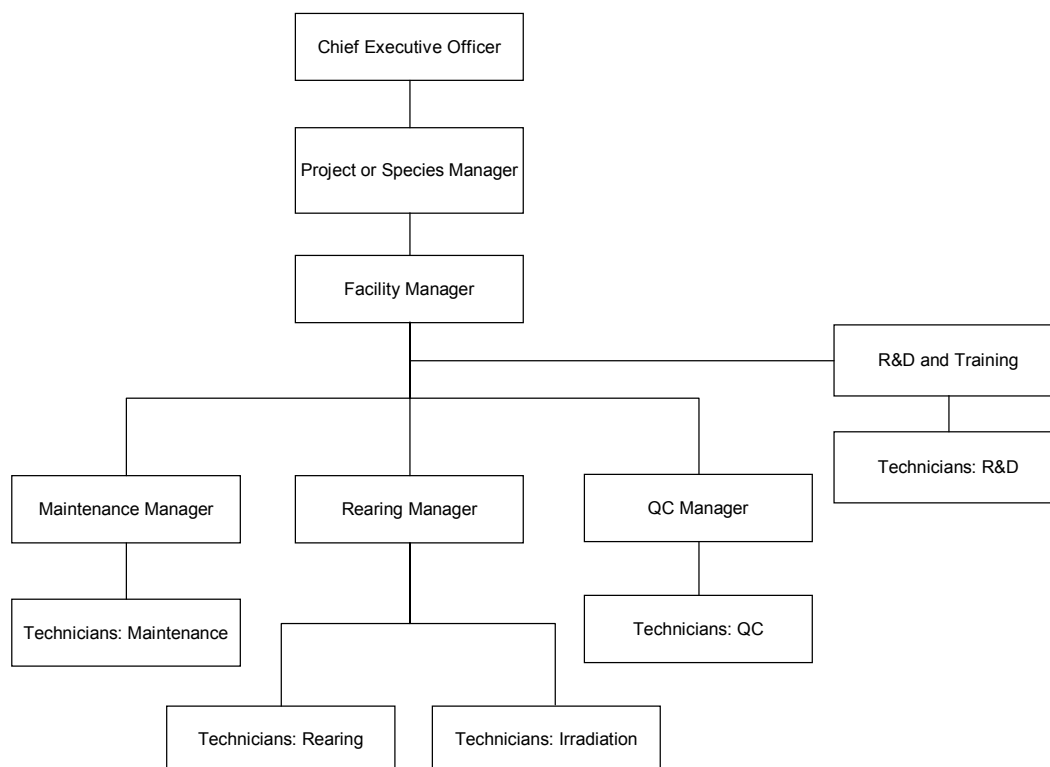 Chief Executive Officer
Project or Species Manager
Facility Manager
R&D and Training
Technicians: R&D
Maintenance Manager
Rearing Manager
QC Manager
Technicians: Maintenance
Technicians: QC
Technicians: Rearing
Technicians: Irradiation